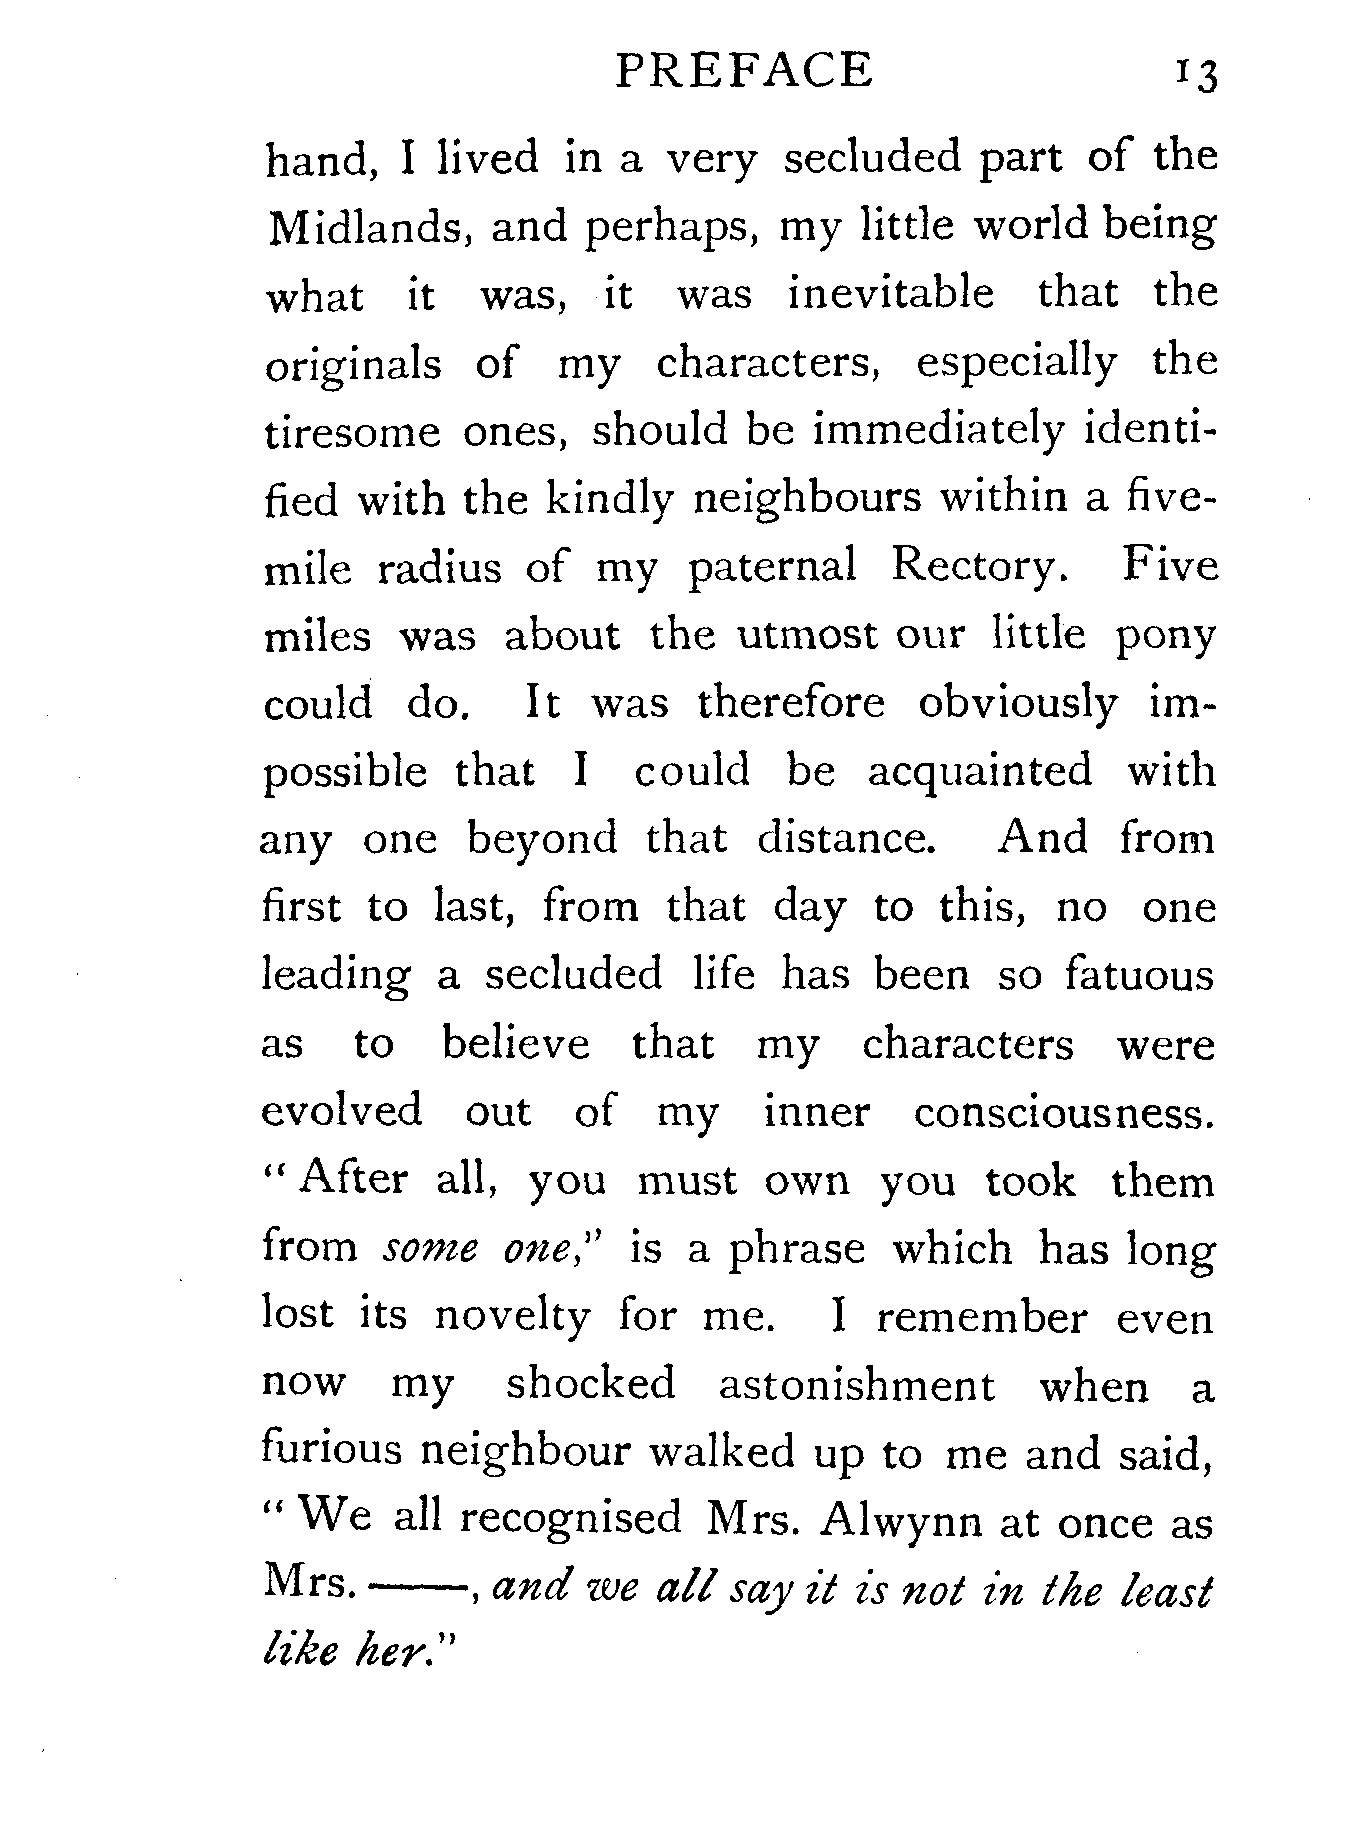 PREFACE 13
hand, I lived in a very secluded part of the
Midlands, and perhaps, my little world being
what it was, it was inevitable that the
originals of my characters, especially the
tiresome ones, should be immediately identi-
fied with the kindly neighbours within a five-
mile radius of my paternal Rectory. Five
miles was about the utmost our little pony
could do. It was therefore obviously im-
possible that I could be acquainted with
any one beyond that distance. And from
first to last, from that day to this, no one
leading a secluded life has been so fatuous
as to believe that my characters were
evolved out of my inner consciousness.
“ After all, you must own you took them
from some one,” is a phrase which has long
lost its novelty for me. I remember even
now my shocked astonishment when a
furious neighbour walked up to me and said,
“ We all recognised Mrs. Alwynn at once as
Mrs. ——, and we all say it is not in the least
like her.”